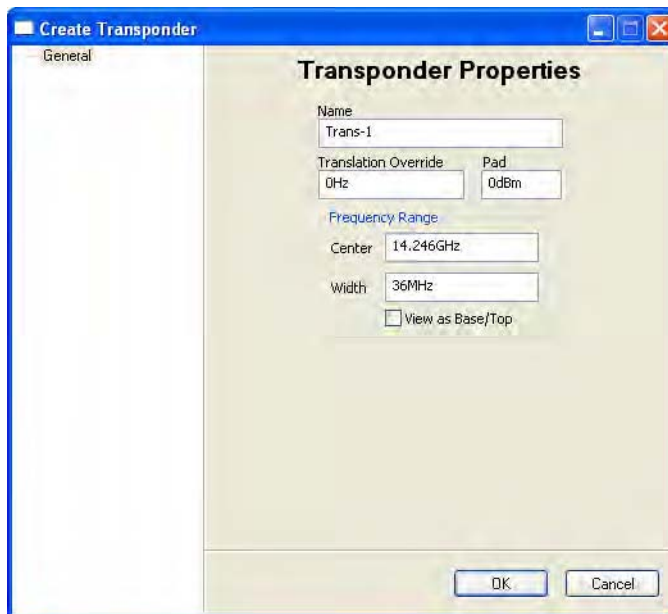 Create Transponder
General
Transponder Properties
Name
Trans-1
Translation Override Pad
0Hz 0dBm
Frequency Range
Center 14.246GHz
Width 36MHz
View as Base/Top
OK Cancel